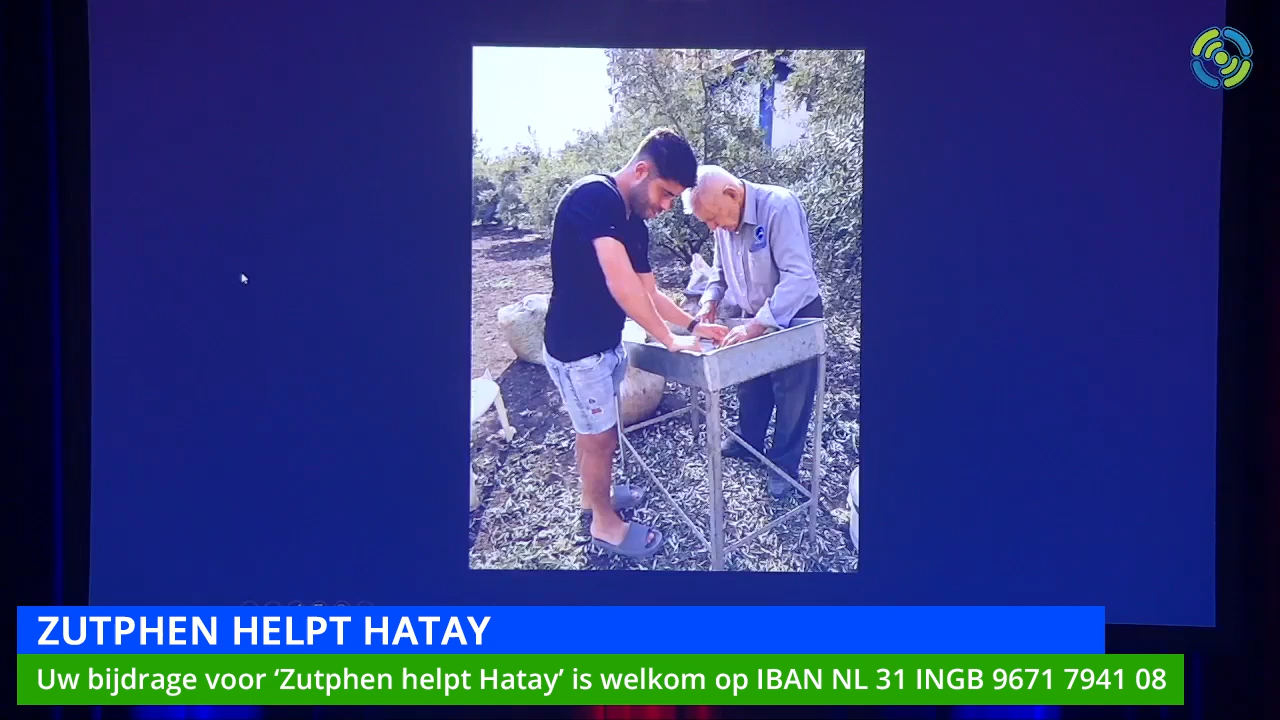 ZUTPHEN HELPT HATAY
Uw bijdrage voor ‘Zutphen helpt Hatay’ is welkom op IBAN NL 31 INGB 9671 7941 08